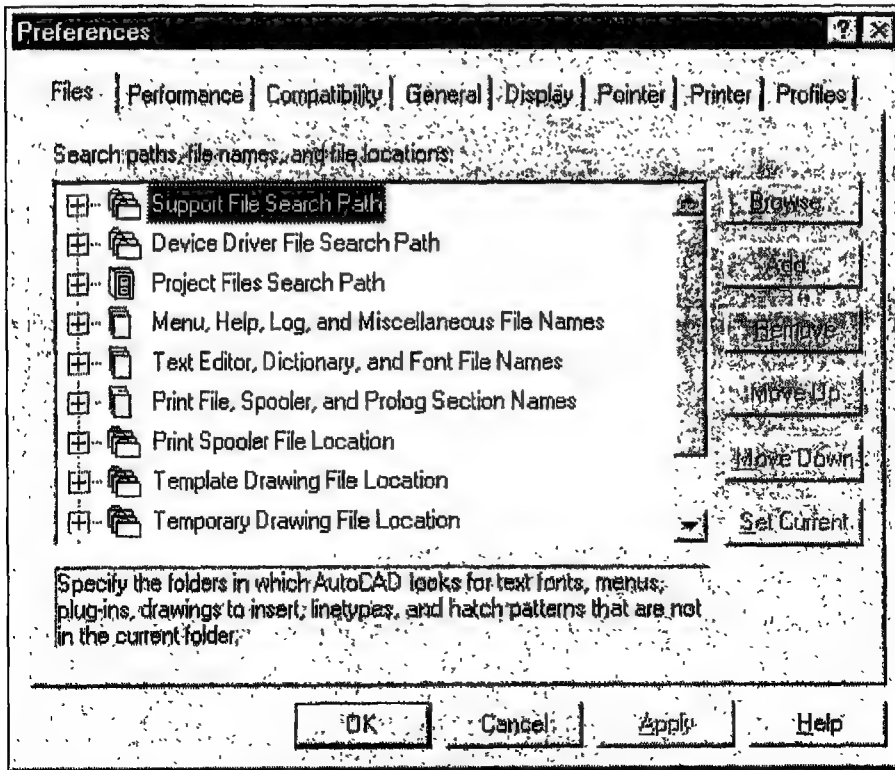 Preferences
Files Performance Compatibility General Display Pointer Printer Profiles
Search paths, file names, and file locations:
Support File Search Path
Browse...
Device Driver File Search Path
Add...
Project Files Search Path
Remove
Menu, Help, Log, and Miscellaneous File Names
Text Editor, Dictionary, and Font File Names
Move Up
Print File, Spooler, and Prolog Section Names
Print Spooler File Location
Move Down
Template Drawing File Location
Temporary Drawing File Location
Set Current
Specify the folders in which AutoCAD looks for text fonts, menus,
plug-ins, drawings to insert, linetypes, and hatch patterns that are not
in the current folder.
OK Cancel Apply Help